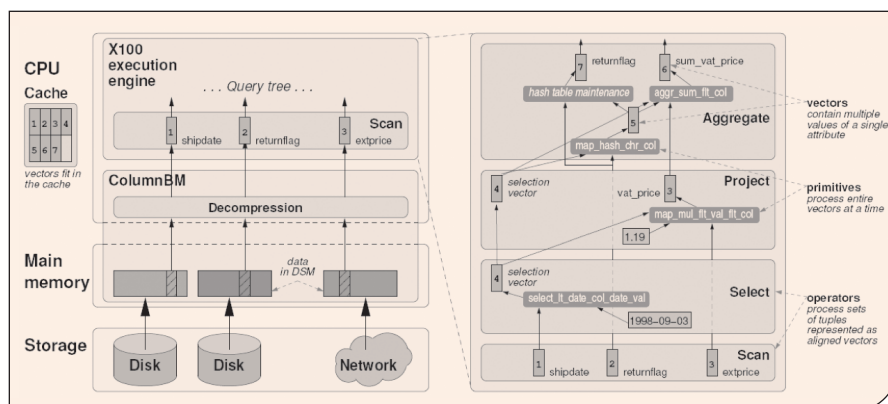 CPU
Cache
1 2 3 4
5 6 7
vectors fit in
the cache
X100
execution
engine
. . . Query tree . . .
Scan
1
shipdate
2
returnflag
3
extprice
ColumnBM
Decompression
Main
memory
data
in DSM
Storage
Disk
Disk
Network
7
returnflag
6
sum_vat_price
hash table maintenance
aggr_sum_flt_col
5
Aggregate
map_hash_chr_col
4
selection
vector
vat_price
3
Project
map_mul_flt_val_flt_col
1.19
4
selection
vector
select_lt_date_col_date_val
Select
1998-09-03
Scan
1
shipdate
2
returnflag
3
extprice
vectors
contain multiple
values of a single
attribute
primitives
process entire
vectors at a time
operators
process sets
of tuples
represented as
aligned vectors